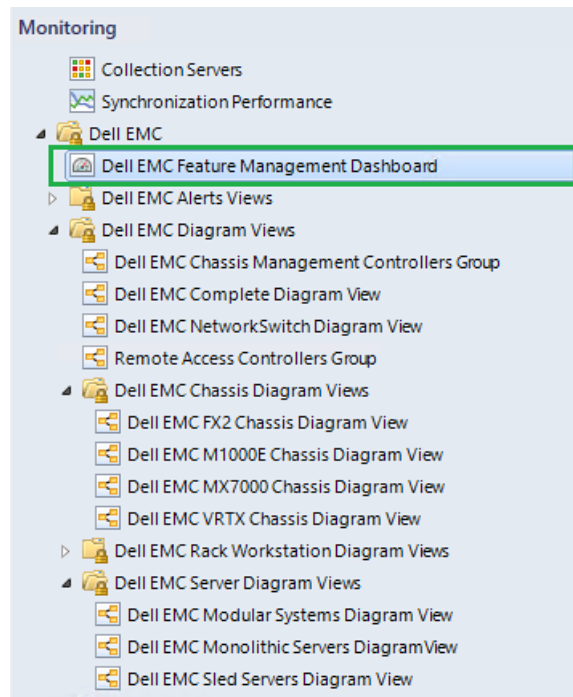 Monitoring
Collection Servers
Synchronization Performance
Dell EMC
Dell EMC Feature Management Dashboard
Dell EMC Alerts Views
Dell EMC Diagram Views
Dell EMC Chassis Management Controllers Group
Dell EMC Complete Diagram View
Dell EMC NetworkSwitch Diagram View
Remote Access Controllers Group
Dell EMC Chassis Diagram Views
Dell EMC FX2 Chassis Diagram View
Dell EMC M1000E Chassis Diagram View
Dell EMC MX7000 Chassis Diagram View
Dell EMC VRTX Chassis Diagram View
Dell EMC Rack Workstation Diagram Views
Dell EMC Server Diagram Views
Dell EMC Modular Systems Diagram View
Dell EMC Monolithic Servers DiagramView
Dell EMC Sled Servers Diagram View